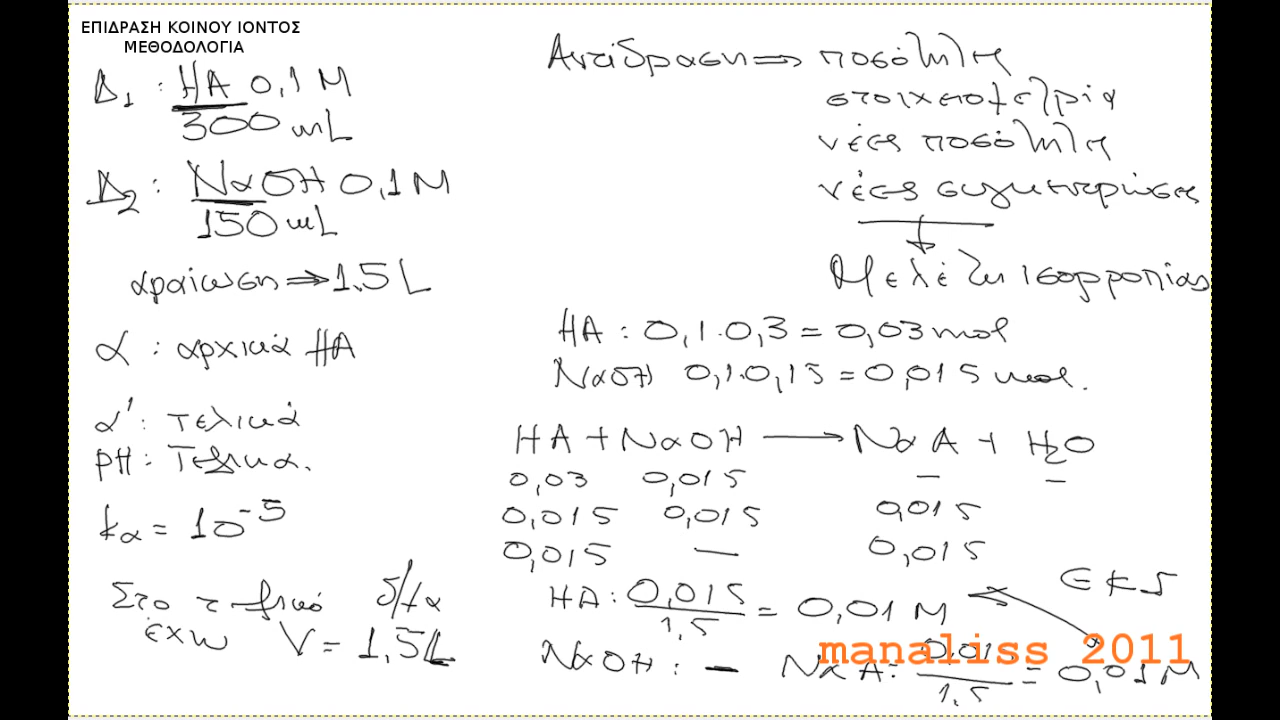 ΕΠΙΔΡΑΣΗ ΚΟΙΝΟΥ ΙΟΝΤΟΣ
ΜΕΘΟΔΟΛΟΓΙΑ
Δ₁ : HA 0,1 M
300 mL
Δ₂ : NaOH 0,1 M
150 mL
αραίωση ⇒ 1.5 L
α : αρχικά HA
α' : τελικά
pH : Τελικα.
kα = 10⁻⁵
Στο τελικό δ/μα
έχω V = 1,5L
Αντίδραση ⇒ ποσότητα
στοιχειομετρία
νέες ποσότητες
νέες συγκεντρώσεις
Μελέτη ισορροπίας
HA : 0,1 · 0,3 = 0,03 mol
NaOH 0,1 · 0,15 = 0,015 mol.
HA + NaOH ⟶ NaA + H₂O
0,03 0,015 — —
0,015 0,015 0,015
0,015 — 0,015
ΕΚΙ
HA : 0,015/1,5 = 0,01 M
NaOH : — NaA : 0,015/1,5 = 0,01 M
manaliss 2011